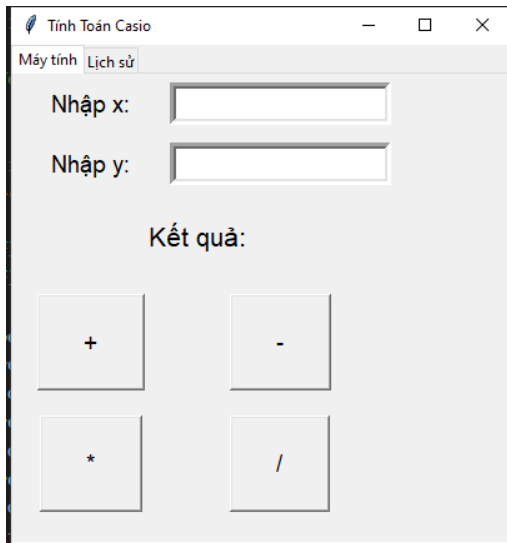 Tính Toán Casio
Máy tính Lịch sử
Nhập x:
Nhập y:
Kết quả:
+ -
* /